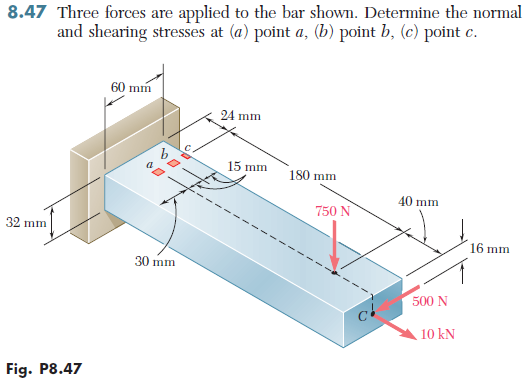 8.47 Three forces are applied to the bar shown. Determine the normal
and shearing stresses at (a) point a, (b) point b, (c) point c.
60 mm
24 mm
c
b
a
15 mm
180 mm
40 mm
750 N
32 mm
16 mm
30 mm
500 N
C
10 kN
Fig. P8.47